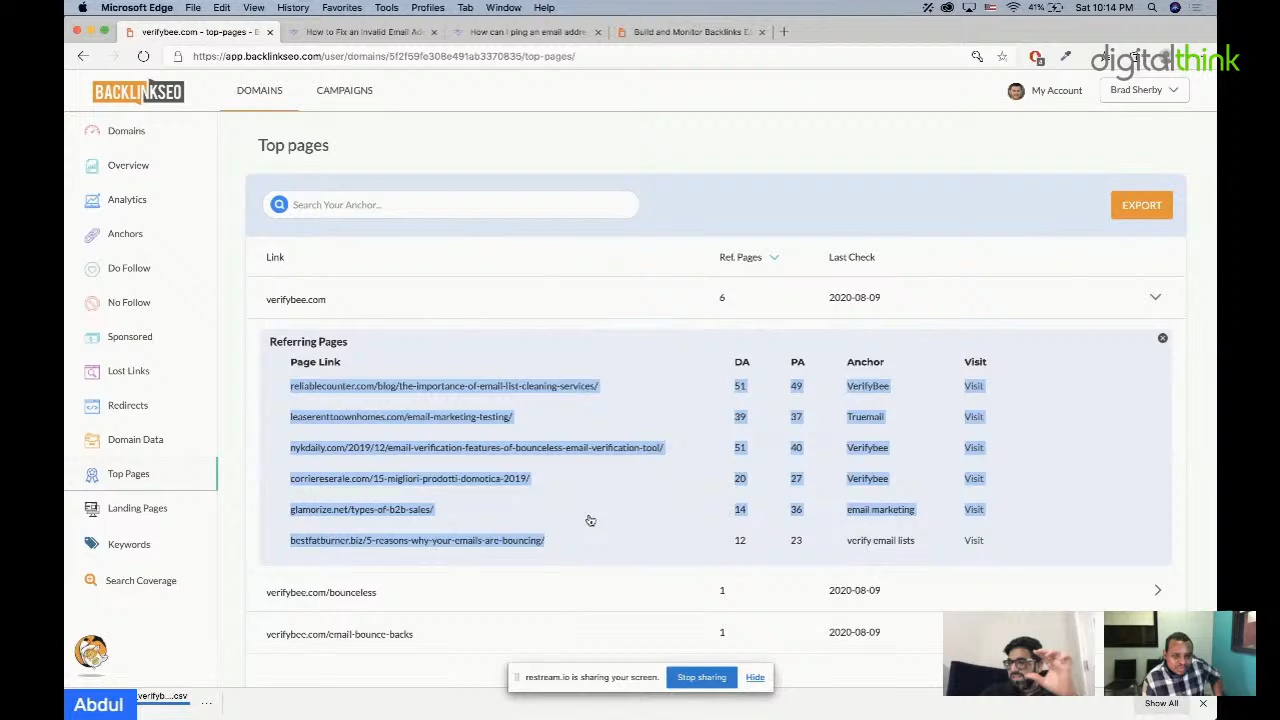 Microsoft Edge File Edit View History Favorites Tools Profiles Tab Window Help 41% Sat 10:14 PM
verifybee.com - top-pages - B × How to Fix an Invalid Email Ad × How can i ping an email addre × Build and Monitor Backlinks Ea ×
https://app.backlinkseo.com/user/domains/5f2f59fe308e491ab3370835/top-pages/
digitalthink
BACKLINKSEO DOMAINS CAMPAIGNS My Account Brad Sherby
Domains
Overview
Analytics
Anchors
Do Follow
No Follow
Sponsored
Lost Links
Redirects
Domain Data
Top Pages
Landing Pages
Keywords
Search Coverage
Top pages
Search Your Anchor... EXPORT
Link Ref. Pages Last Check
verifybee.com 6 2020-08-09
Referring Pages
Page Link DA PA Anchor Visit
reliablecounter.com/blog/the-importance-of-email-list-cleaning-services/ 51 49 VerifyBee Visit
leaserenttoownhomes.com/email-marketing-testing/ 39 37 Truemail Visit
nykdaily.com/2019/12/email-verification-features-of-bounceless-email-verification-tool/ 51 40 Verifybee Visit
corriereserale.com/15-migliori-prodotti-domotica-2019/ 20 27 Verifybee Visit
glamorize.net/types-of-b2b-sales/ 14 36 email marketing Visit
bestfatburner.biz/5-reasons-why-your-emails-are-bouncing/ 12 23 verify email lists Visit
verifybee.com/bounceless 1 2020-08-09
verifybee.com/email-bounce-backs 1 2020-08-09
restream.io is sharing your screen. Stop sharing Hide
_verifyb....csv ... Show All
Abdul